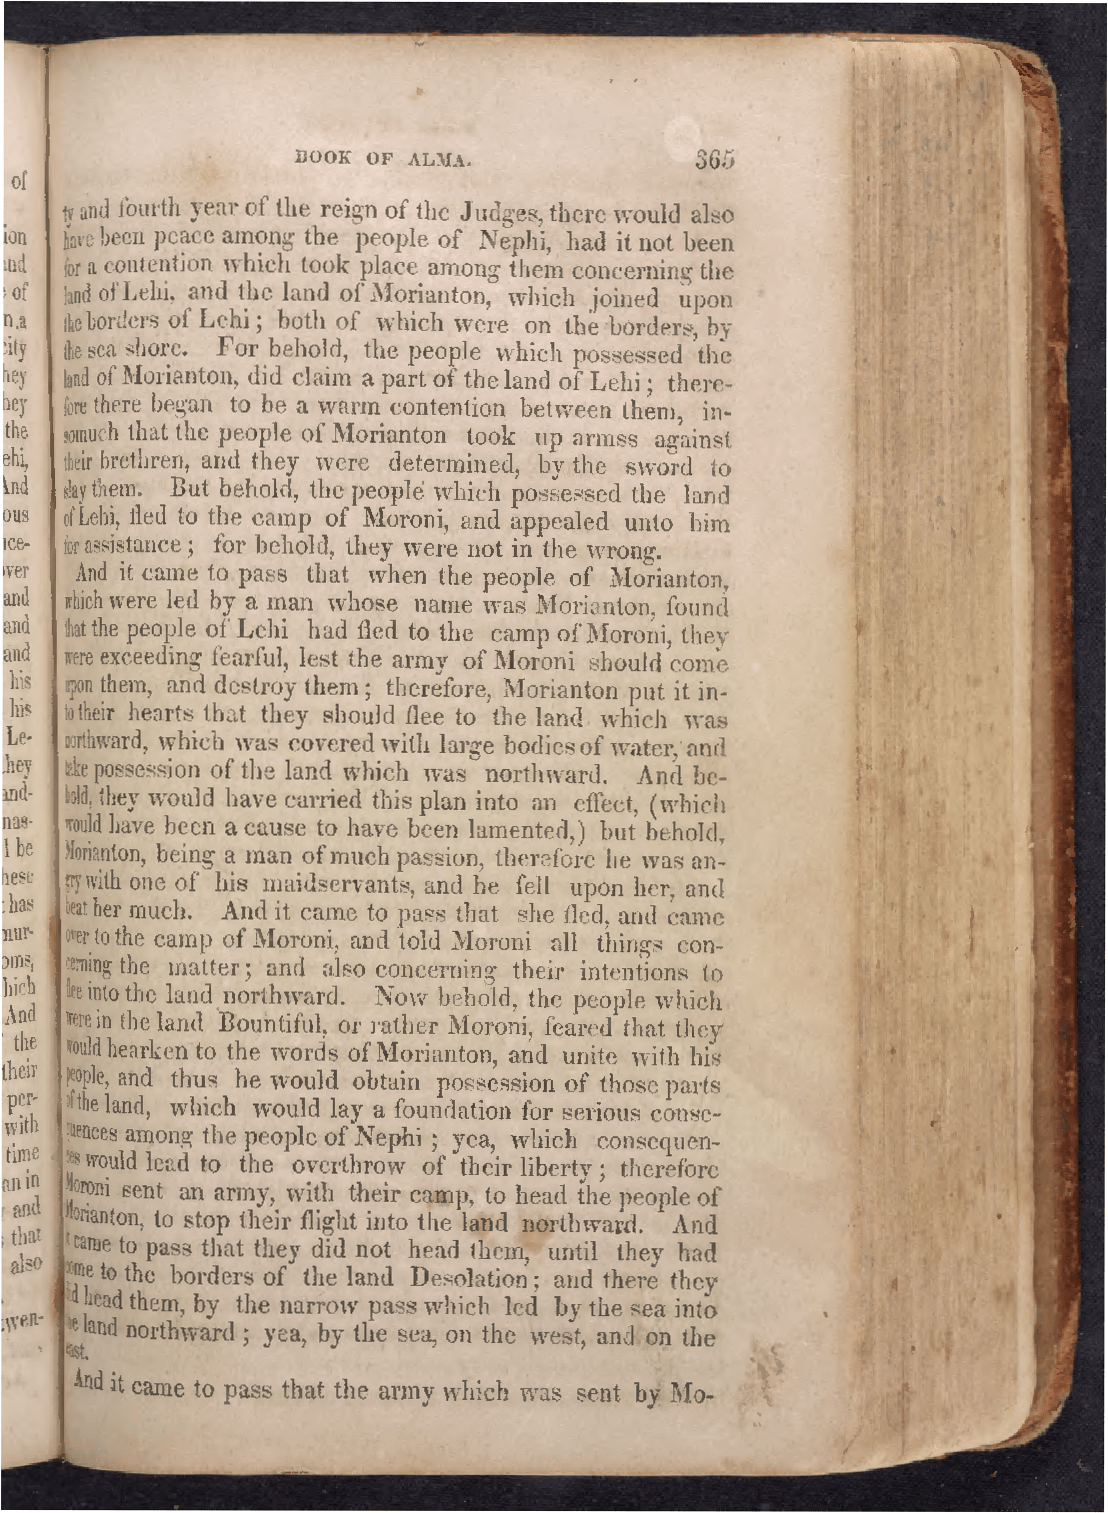 BOOK OF ALMA. 365
ty and fourth year of the reign of the Judges, there would also
have been peace among the people of Nephi, had it not been
for a contention which took place among them concerning the
land of Lehi, and the land of Morianton, which joined upon
the borders of Lehi; both of which were on the borders, by
the sea shore. For behold, the people which possessed the
land of Morianton, did claim a part of the land of Lehi; there-
fore there began to be a warm contention between them, in-
somuch that the people of Morianton took up armss against
their brethren, and they were determined, by the sword to
slay them. But behold, the people which possessed the land
of Lehi, fled to the camp of Moroni, and appealed unto him
for assistance; for behold, they were not in the wrong.
And it came to pass that when the people of Morianton,
which were led by a man whose name was Morianton, found
that the people of Lehi had fled to the camp of Moroni, they
were exceeding fearful, lest the army of Moroni should come
upon them, and destroy them; therefore, Morianton put it in-
to their hearts that they should flee to the land which was
northward, which was covered with large bodies of water, and
take possession of the land which was northward. And be-
hold, they would have carried this plan into an effect, (which
would have been a cause to have been lamented,) but behold,
Morianton, being a man of much passion, therefore he was an-
gry with one of his maidservants, and he fell upon her, and
beat her much. And it came to pass that she fled, and came
over to the camp of Moroni, and told Moroni all things con-
cerning the matter; and also concerning their intentions to
flee into the land northward. Now behold, the people which
were in the land Bountiful, or rather Moroni, feared that they
would hearken to the words of Morianton, and unite with his
people, and thus he would obtain possession of those parts
of the land, which would lay a foundation for serious conse-
quences among the people of Nephi; yea, which consequen-
ces would lead to the overthrow of their liberty; therefore
Moroni sent an army, with their camp, to head the people of
Morianton, to stop their flight into the land northward. And
it came to pass that they did not head them, until they had
come to the borders of the land Desolation; and there they
did head them, by the narrow pass which led by the sea into
the land northward; yea, by the sea, on the west, and on the
east.
And it came to pass that the army which was sent by Mo-